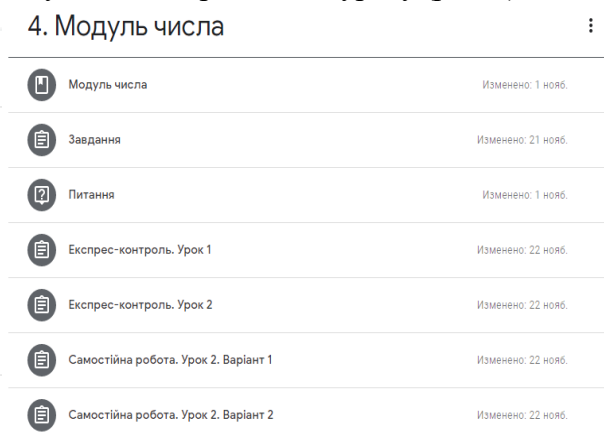 4. Модуль числа
Модуль числа Изменено: 1 нояб.
Завдання Изменено: 21 нояб.
Питання Изменено: 1 нояб.
Експрес-контроль. Урок 1 Изменено: 22 нояб.
Експрес-контроль. Урок 2 Изменено: 22 нояб.
Самостійна робота. Урок 2. Варіант 1 Изменено: 22 нояб.
Самостійна робота. Урок 2. Варіант 2 Изменено: 22 нояб.